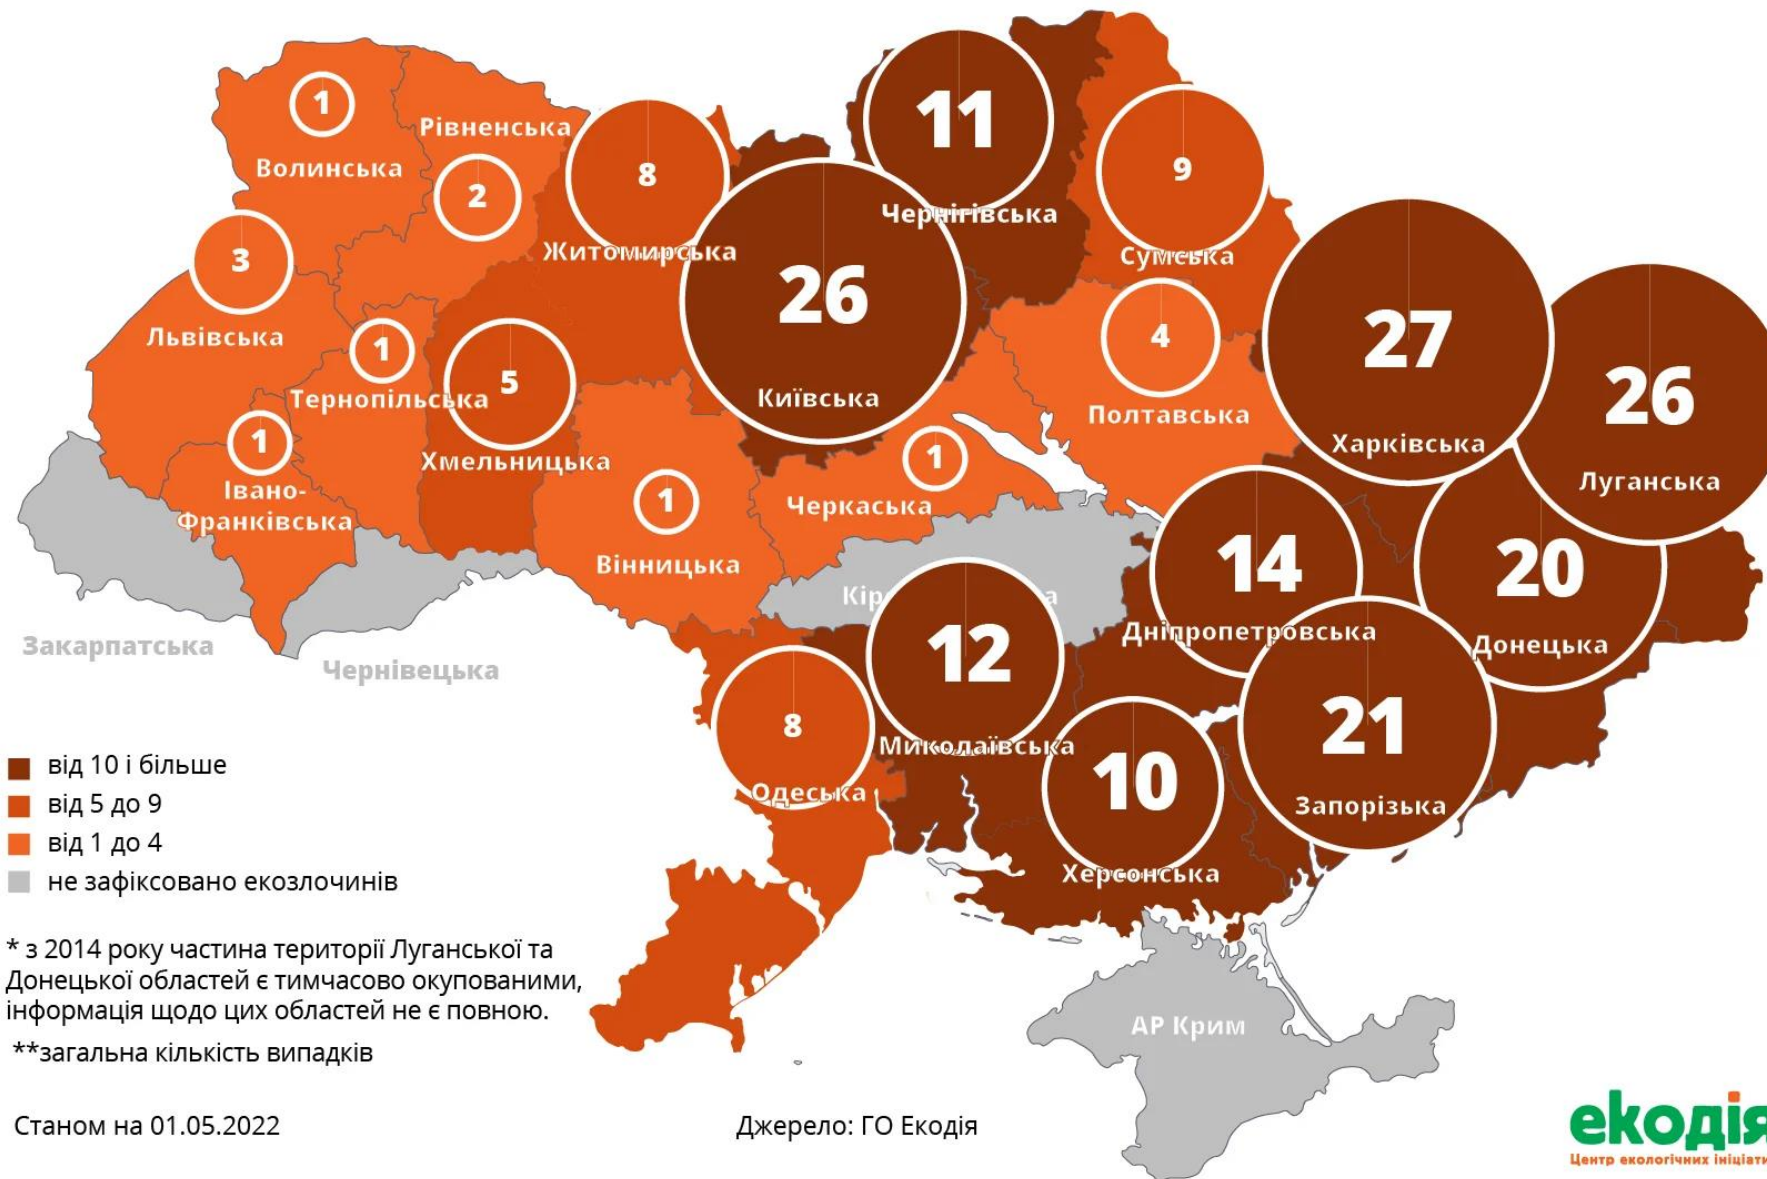 1
Волинська
Рівненська
2
8
Житомирська
11
Чернігівська
9
Сумська
3
Львівська
1
Тернопільська
5
Хмельницька
26
Київська
4
Полтавська
27
Харківська
26
Луганська
1
Івано-
Франківська
1
Вінницька
1
Черкаська
14
Дніпропетровська
20
Донецька
Закарпатська
Чернівецька
12
Миколаївська
8
Одеська
10
Херсонська
21
Запорізька
АР Крим
від 10 і більше
від 5 до 9
від 1 до 4
не зафіксовано екозлочинів
* з 2014 року частина території Луганської та
Донецької областей є тимчасово окупованими,
інформація щодо цих областей не є повною.
**загальна кількість випадків
Станом на 01.05.2022
Джерело: ГО Екодія
екодія
Центр екологічних ініціати